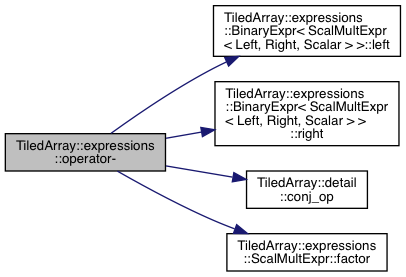 TiledArray::expressions
::operator-
TiledArray::expressions
::BinaryExpr< ScalMultExpr
< Left, Right, Scalar > >::left
TiledArray::expressions
::BinaryExpr< ScalMultExpr
< Left, Right, Scalar > >
::right
TiledArray::detail
::conj_op
TiledArray::expressions
::ScalMultExpr::factor